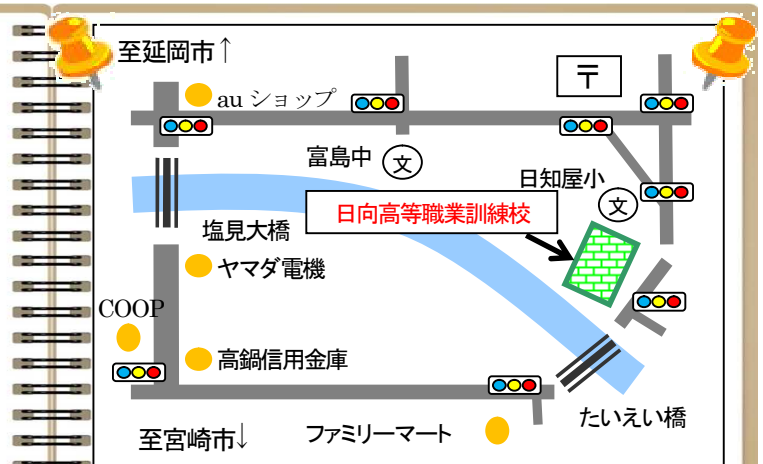 至延岡市↑
〒
auショップ
富島中
文
日知屋小
文
日向高等職業訓練校
塩見大橋
ヤマダ電機
COOP
高鍋信用金庫
たいえい橋
至宮崎市↓
ファミリーマート